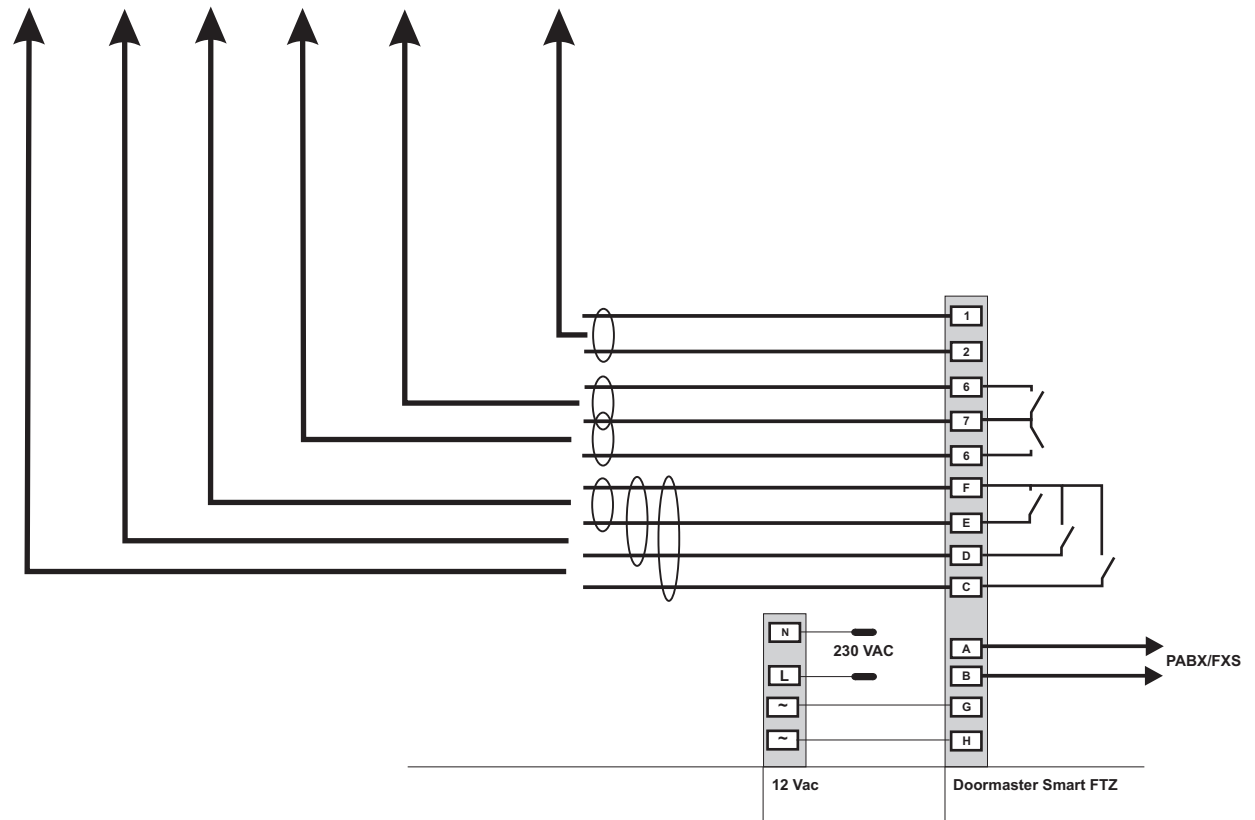 1
2
6
7
6
F
E
D
C
N
230 VAC
L
~
~
A
B
G
H
PABX/FXS
12 Vac
Doormaster Smart FTZ